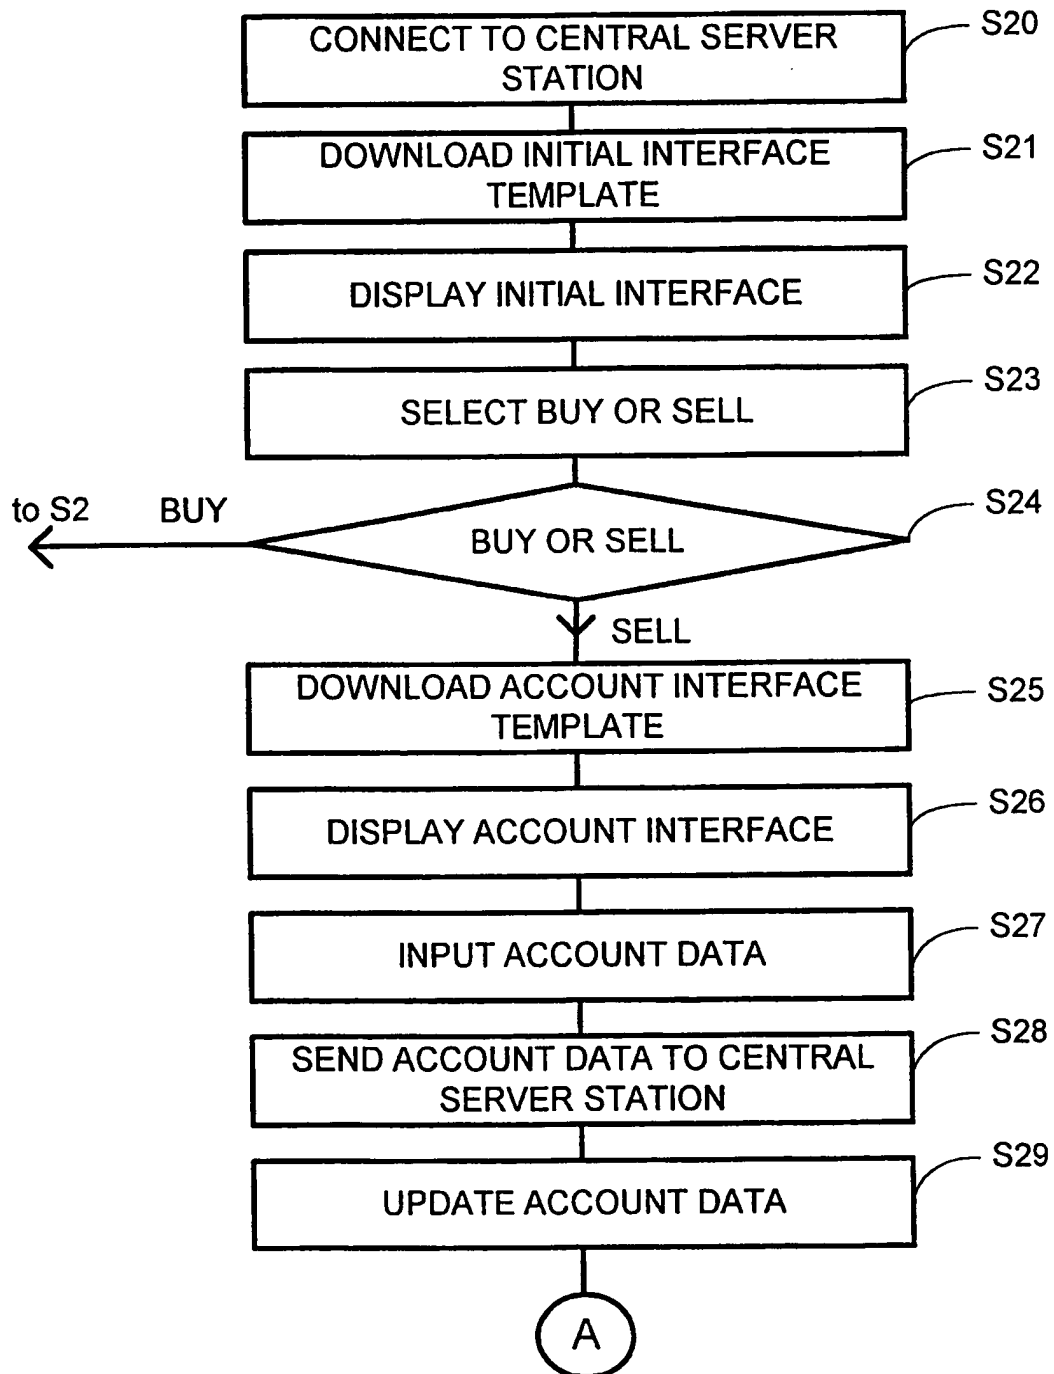 CONNECT TO CENTRAL SERVER
STATION
S20
DOWNLOAD INITIAL INTERFACE
TEMPLATE
S21
DISPLAY INITIAL INTERFACE
S22
SELECT BUY OR SELL
S23
to S2
BUY
BUY OR SELL
S24
SELL
DOWNLOAD ACCOUNT INTERFACE
TEMPLATE
S25
DISPLAY ACCOUNT INTERFACE
S26
INPUT ACCOUNT DATA
S27
SEND ACCOUNT DATA TO CENTRAL
SERVER STATION
S28
UPDATE ACCOUNT DATA
S29
A